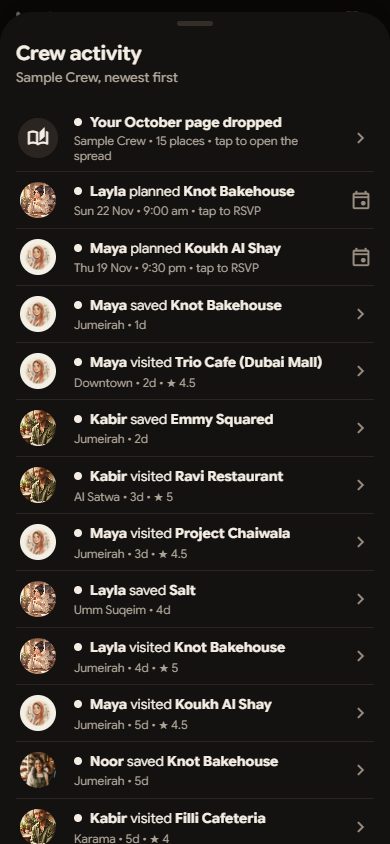 Crew activity
Sample Crew, newest first
Your October page dropped
Sample Crew • 15 places • tap to open the
spread
Layla planned Knot Bakehouse
Sun 22 Nov • 9:00 am • tap to RSVP
Maya planned Koukh Al Shay
Thu 19 Nov • 9:30 pm • tap to RSVP
Maya saved Knot Bakehouse
Jumeirah • 1d
Maya visited Trio Cafe (Dubai Mall)
Downtown • 2d • ★ 4.5
Kabir saved Emmy Squared
Jumeirah • 2d
Kabir visited Ravi Restaurant
Al Satwa • 3d • ★ 5
Maya visited Project Chaiwala
Jumeirah • 3d • ★ 4.5
Layla saved Salt
Umm Suqeim • 4d
Layla visited Knot Bakehouse
Jumeirah • 4d • ★ 5
Maya visited Koukh Al Shay
Jumeirah • 5d • ★ 4.5
Noor saved Knot Bakehouse
Jumeirah • 5d
Kabir visited Filli Cafeteria
Karama • 5d • ★ 4